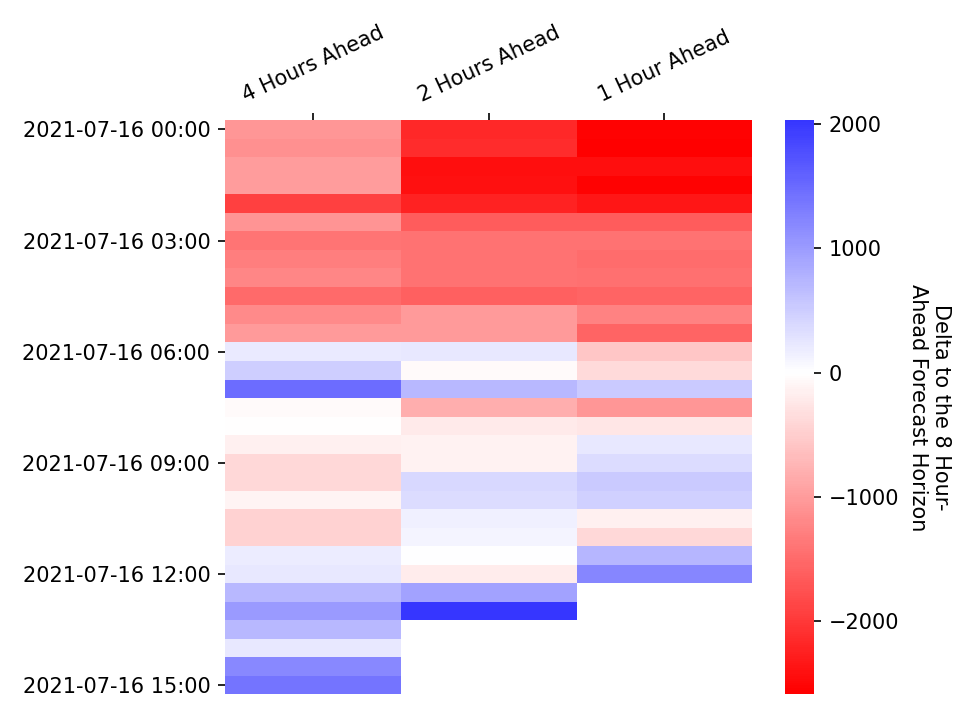 4 Hours Ahead
2 Hours Ahead
1 Hour Ahead
2021-07-16 00:00
2021-07-16 03:00
2021-07-16 06:00
2021-07-16 09:00
2021-07-16 12:00
2021-07-16 15:00
2000
1000
0
−1000
−2000
Delta to the 8 Hour-
Ahead Forecast Horizon